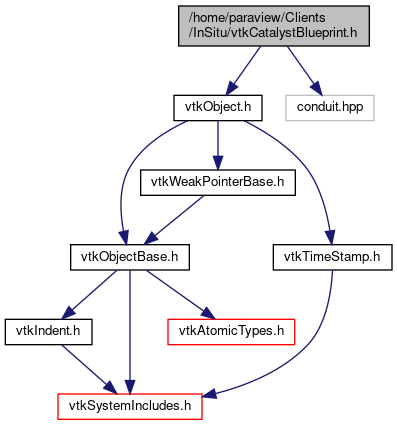 /home/paraview/Clients
/InSitu/vtkCatalystBlueprint.h
vtkObject.h
conduit.hpp
vtkWeakPointerBase.h
vtkObjectBase.h
vtkTimeStamp.h
vtkIndent.h
vtkAtomicTypes.h
vtkSystemIncludes.h